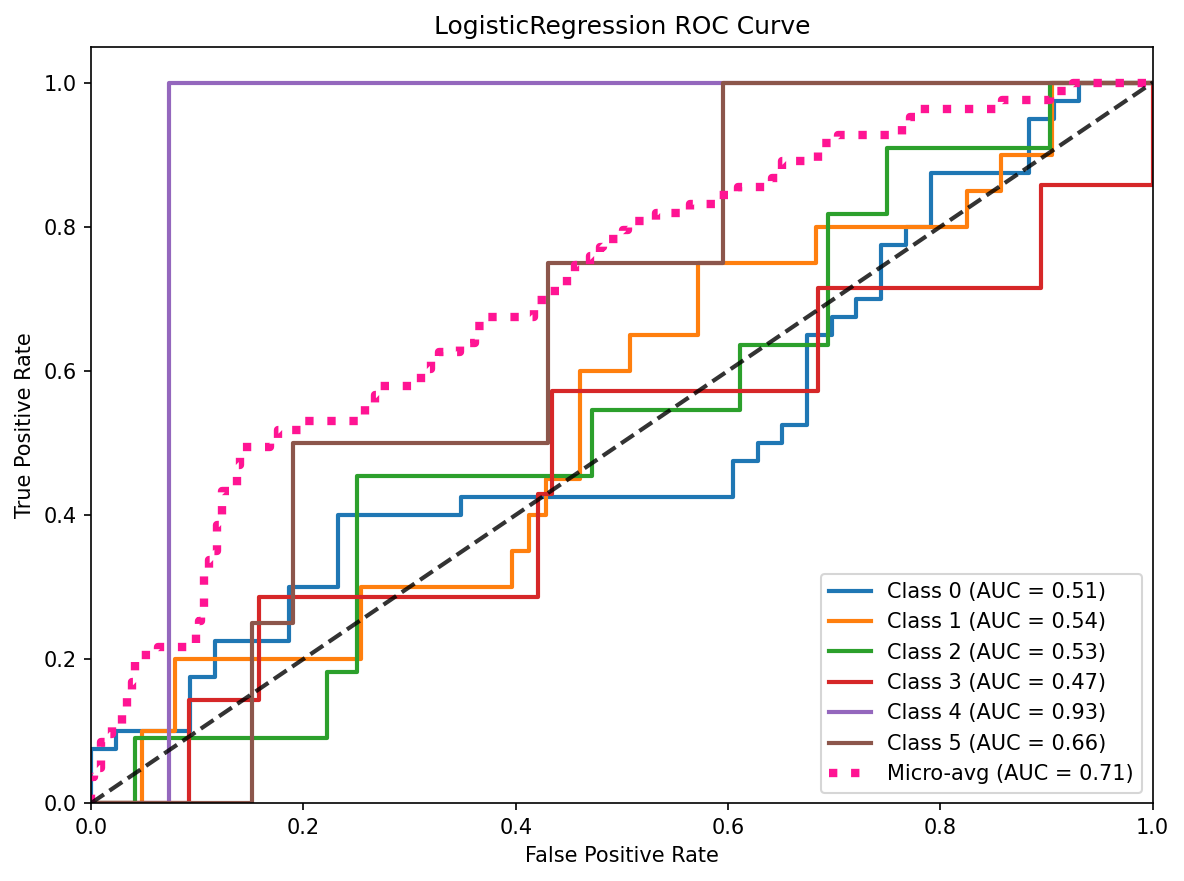 LogisticRegression ROC Curve
True Positive Rate
1.0
0.8
0.6
0.4
0.2
0.0
0.0 0.2 0.4 0.6 0.8 1.0
False Positive Rate
Class 0 (AUC = 0.51)
Class 1 (AUC = 0.54)
Class 2 (AUC = 0.53)
Class 3 (AUC = 0.47)
Class 4 (AUC = 0.93)
Class 5 (AUC = 0.66)
Micro-avg (AUC = 0.71)